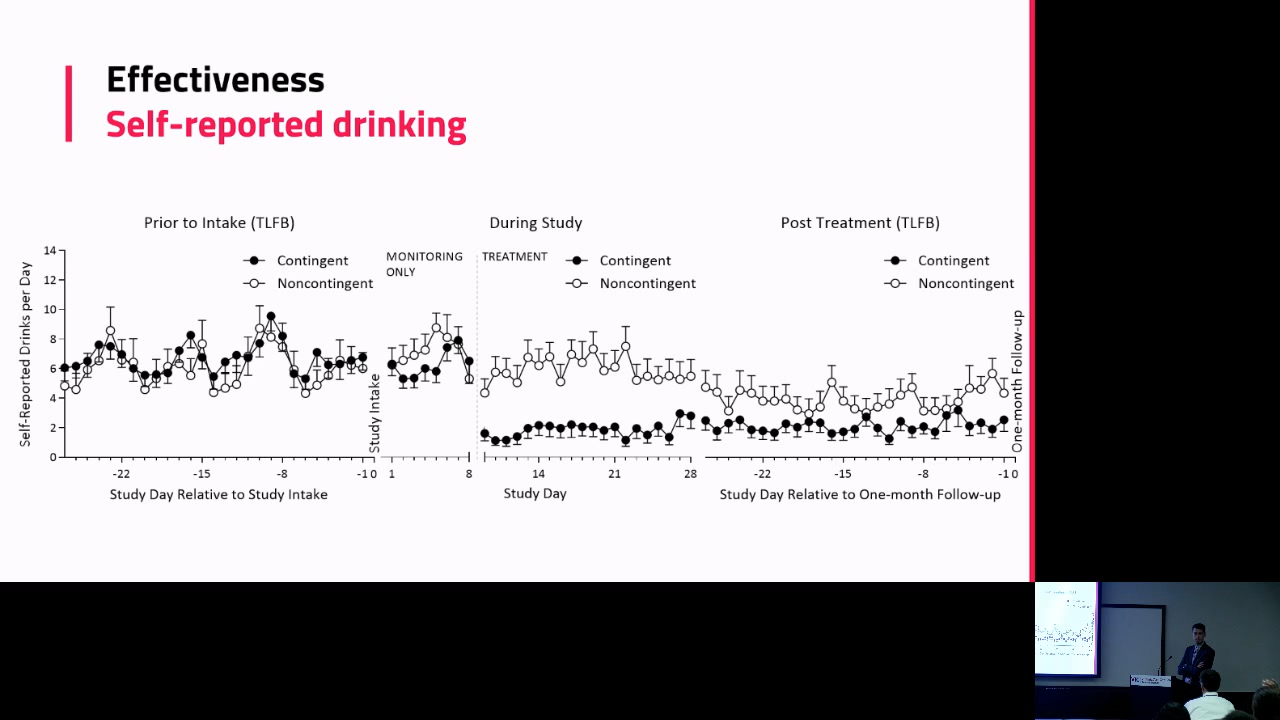 Effectiveness
Self-reported drinking
Prior to Intake (TLFB)
During Study
Post Treatment (TLFB)
Self-Reported Drinks per Day
14
12
10
8
6
4
2
0
Contingent
Noncontingent
-22
-15
-8
-1 0
Study Day Relative to Study Intake
Study Intake
MONITORING
ONLY
TREATMENT
Contingent
Noncontingent
1
8
14
21
28
Study Day
Contingent
Noncontingent
-22
-15
-8
-1 0
Study Day Relative to One-month Follow-up
One-month Follow-up